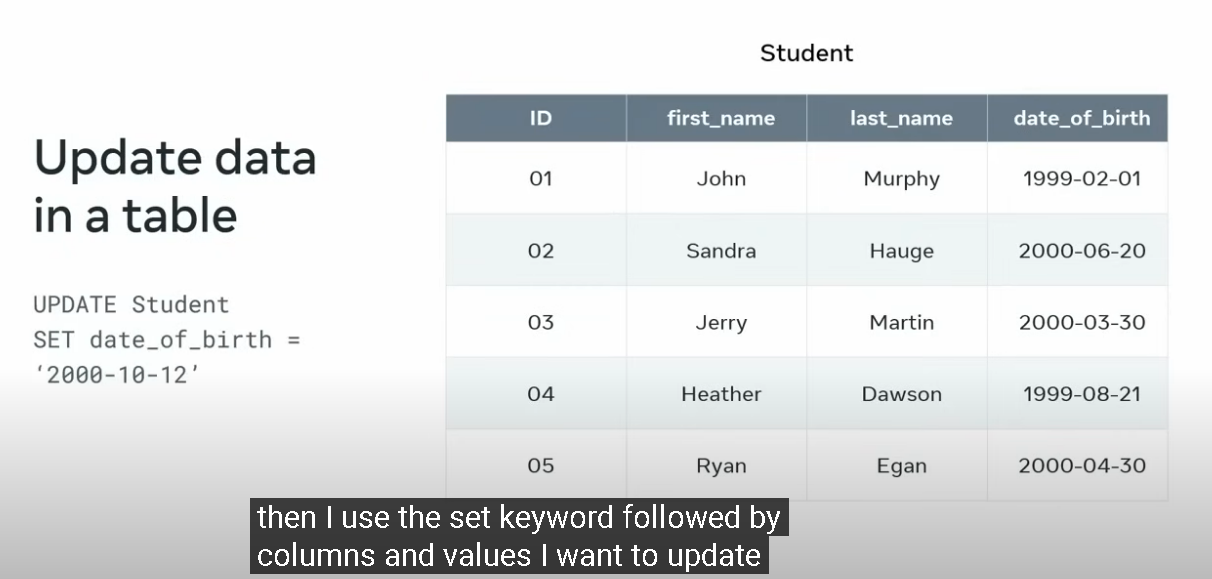 Update data
in a table
UPDATE Student
SET date_of_birth =
‘2000-10-12’
Student
ID first_name last_name date_of_birth
01 John Murphy 1999-02-01
02 Sandra Hauge 2000-06-20
03 Jerry Martin 2000-03-30
04 Heather Dawson 1999-08-21
05 Ryan Egan 2000-04-30
then I use the set keyword followed by
columns and values I want to update